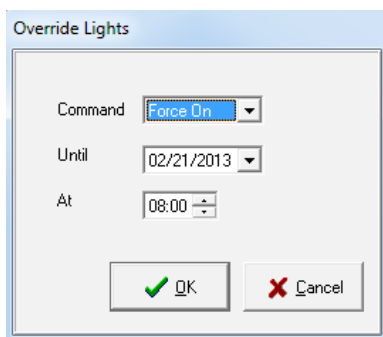 Override Lights
Command Force On
Until 02/21/2013
At 08:00
OK Cancel